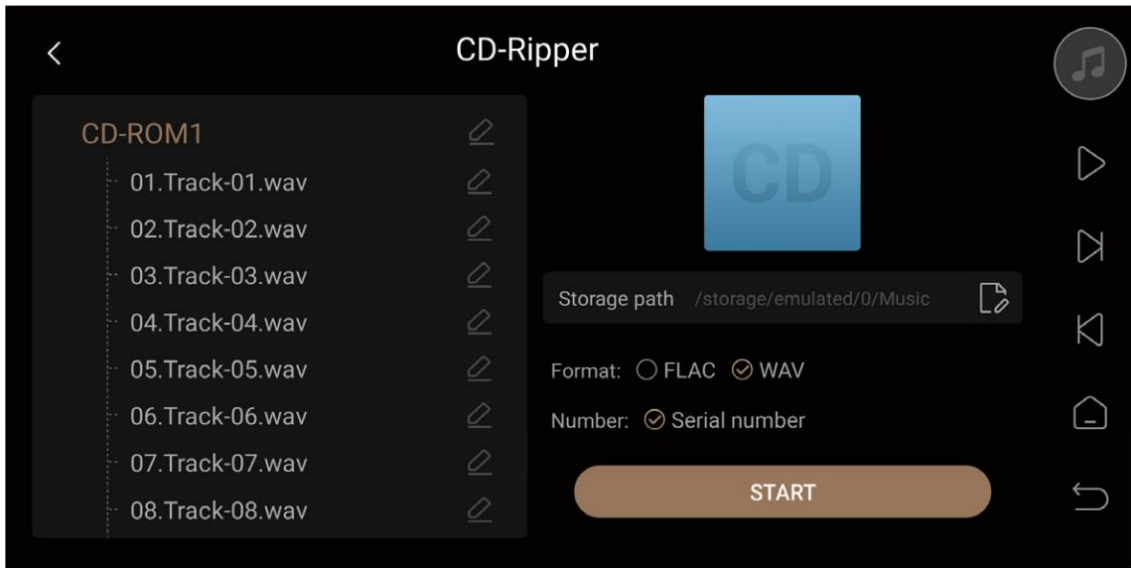 CD-Ripper
CD-ROM1
01.Track-01.wav
02.Track-02.wav
03.Track-03.wav
04.Track-04.wav
05.Track-05.wav
06.Track-06.wav
07.Track-07.wav
08.Track-08.wav
CD
Storage path /storage/emulated/0/Music
Format: FLAC WAV
Number: Serial number
START